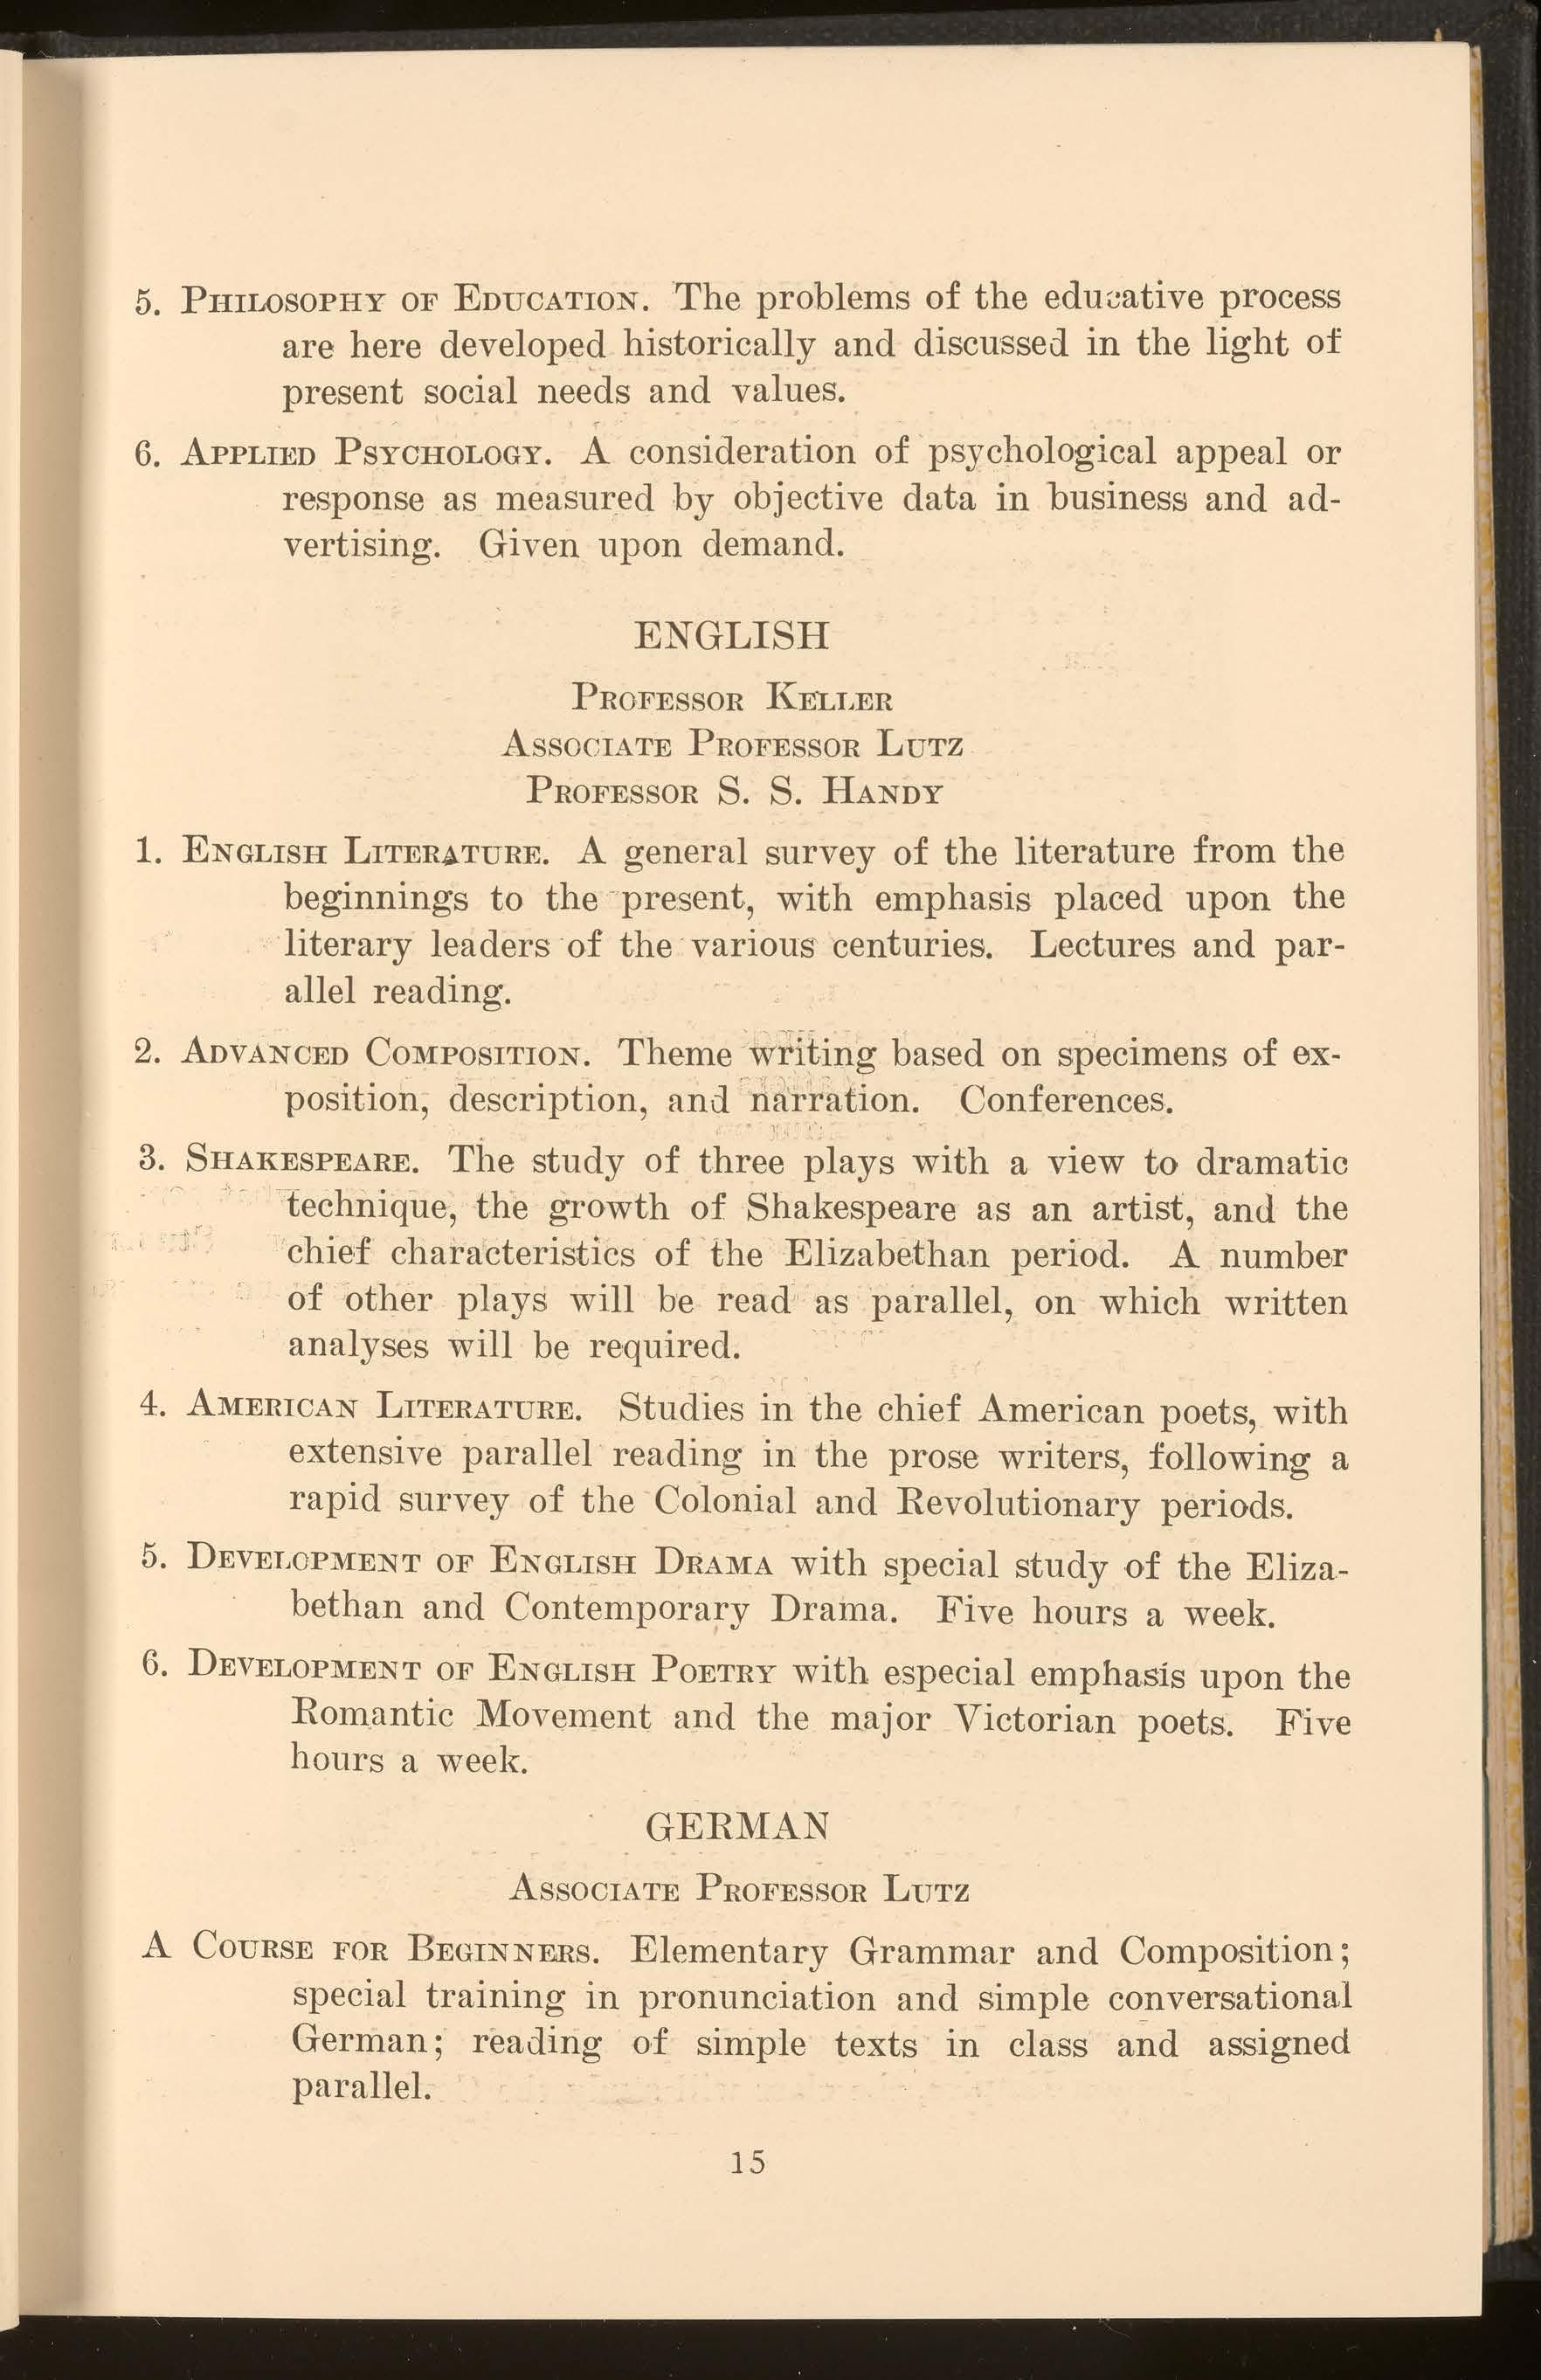 5. Philosophy of Education. The problems of the educative process
are here developed historically and discussed in the light of
present social needs and values.
6. Applied Psychology. A consideration of psychological appeal or
response as measured by objective data in business and ad-
vertising. Given upon demand.
ENGLISH
Professor Keller
Associate Professor Lutz
Professor S. S. Handy
1. English Literature. A general survey of the literature from the
beginnings to the present, with emphasis placed upon the
literary leaders of the various centuries. Lectures and par-
allel reading.
2. Advanced Composition. Theme writing based on specimens of ex-
position, description, and narration. Conferences.
3. Shakespeare. The study of three plays with a view to dramatic
technique, the growth of Shakespeare as an artist, and the
chief characteristics of the Elizabethan period. A number
of other plays will be read as parallel, on which written
analyses will be required.
4. American Literature. Studies in the chief American poets, with
extensive parallel reading in the prose writers, following a
rapid survey of the Colonial and Revolutionary periods.
5. Development of English Drama with special study of the Eliza-
bethan and Contemporary Drama. Five hours a week.
6. Development of English Poetry with especial emphasis upon the
Romantic Movement and the major Victorian poets. Five
hours a week.
GERMAN
Associate Professor Lutz
A Course for Beginners. Elementary Grammar and Composition;
special training in pronunciation and simple conversational
German; reading of simple texts in class and assigned
parallel.
15